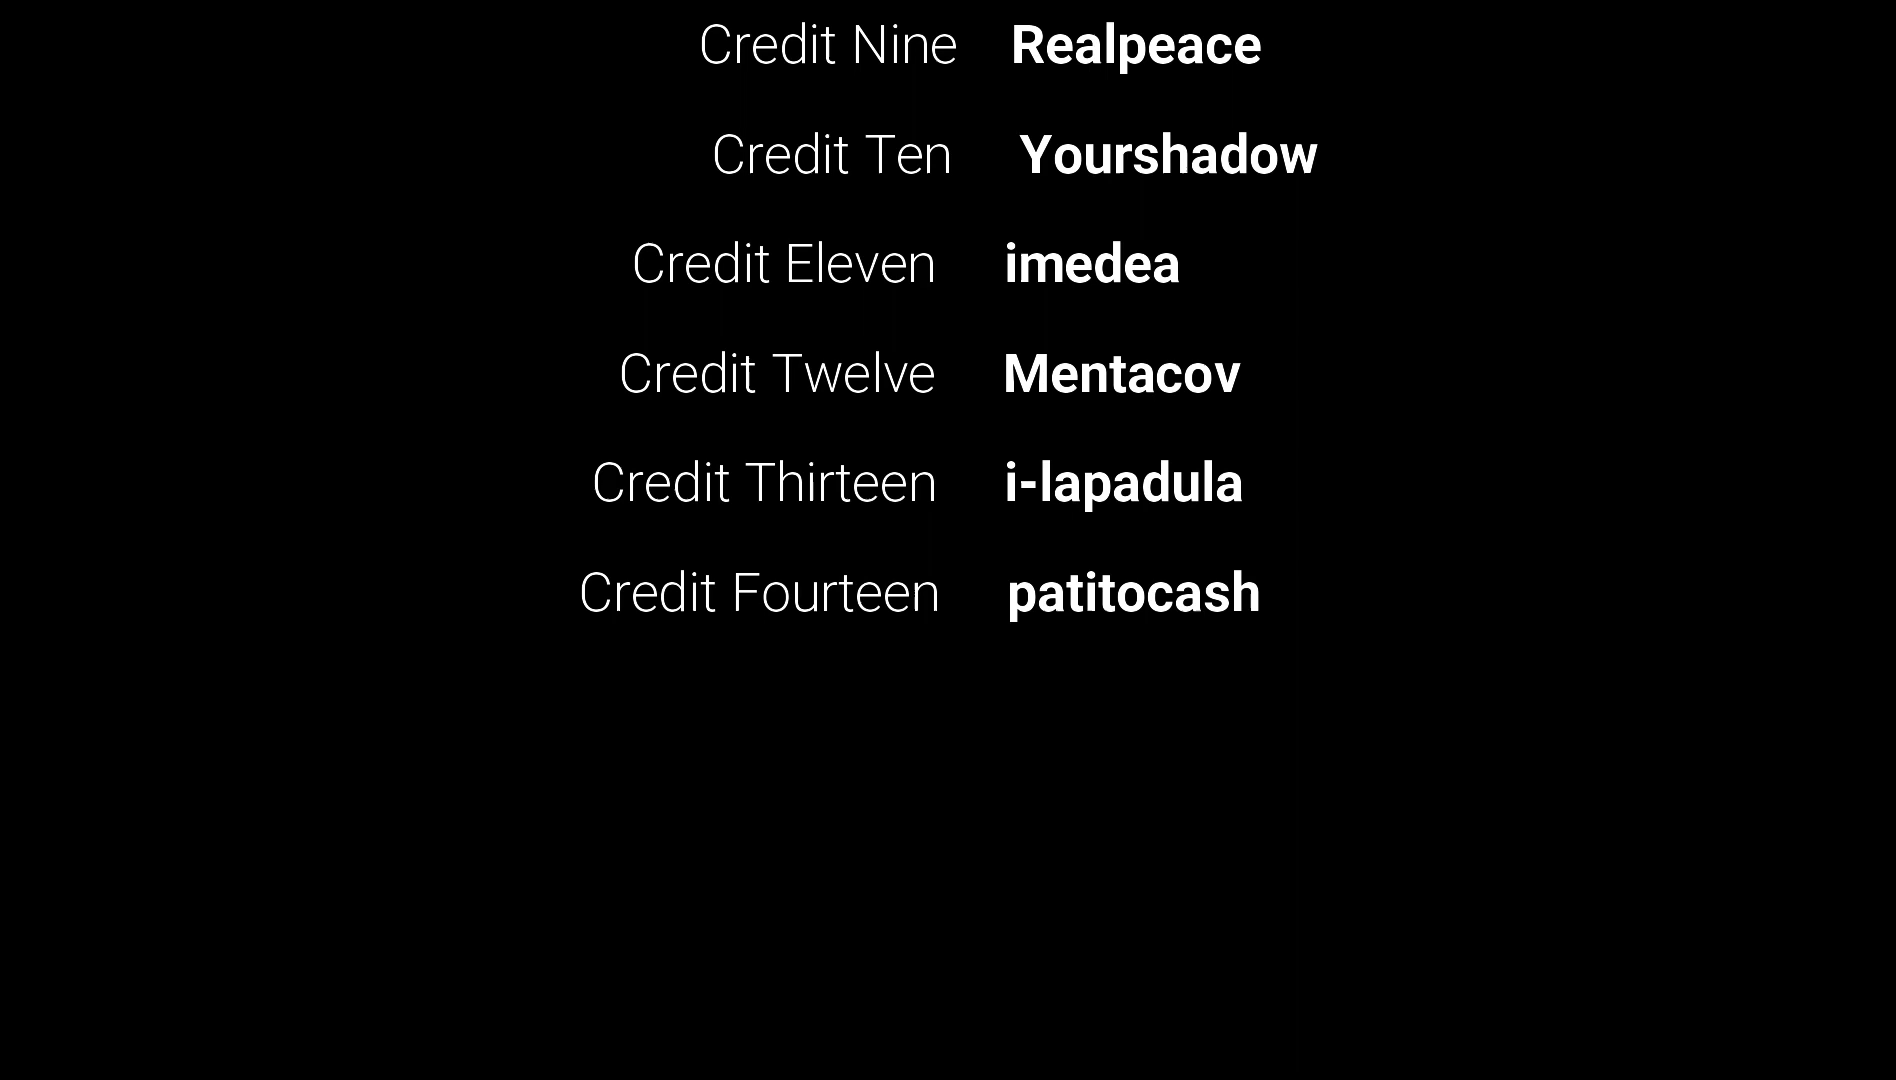 Credit Nine Realpeace
Credit Ten Yourshadow
Credit Eleven imedea
Credit Twelve Mentacov
Credit Thirteen i-lapadula
Credit Fourteen patitocash